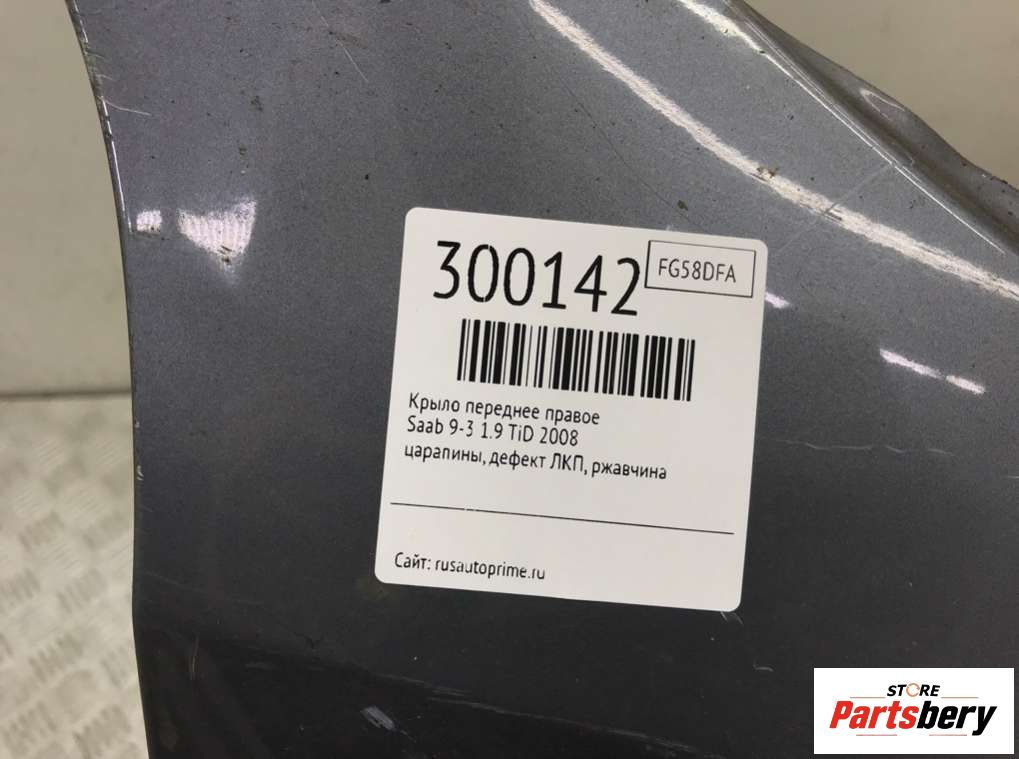 300142
FG58DFA
Крыло переднее правое
Saab 9-3 1.9 TiD 2008
царапины, дефект ЛКП, ржавчина
Сайт: rusautoprime.ru
STORE
Partsbery